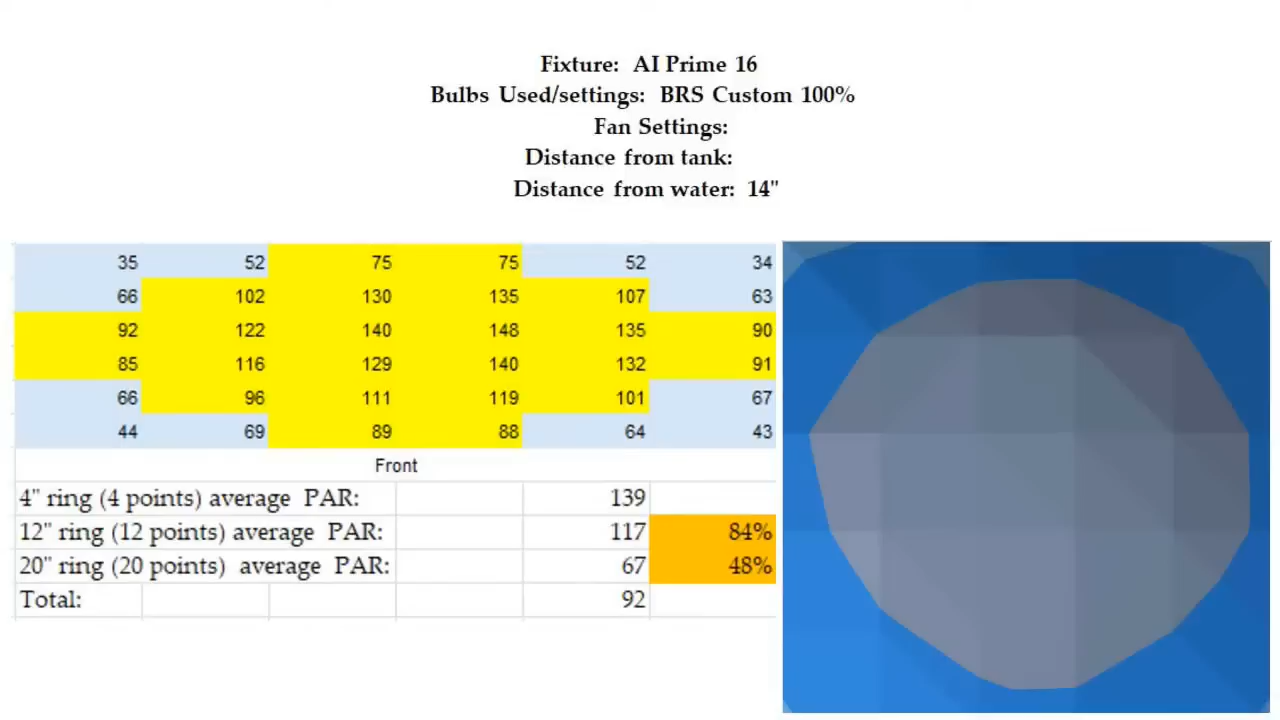 Fixture: AI Prime 16
Bulbs Used/settings: BRS Custom 100%
Fan Settings:
Distance from tank:
Distance from water: 14"
35 52 75 75 52 34
66 102 130 135 107 63
92 122 140 148 135 90
85 116 129 140 132 91
66 96 111 119 101 67
44 69 89 88 64 43
Front
4" ring (4 points) average PAR: 139
12" ring (12 points) average PAR: 117 84%
20" ring (20 points) average PAR: 67 48%
Total: 92